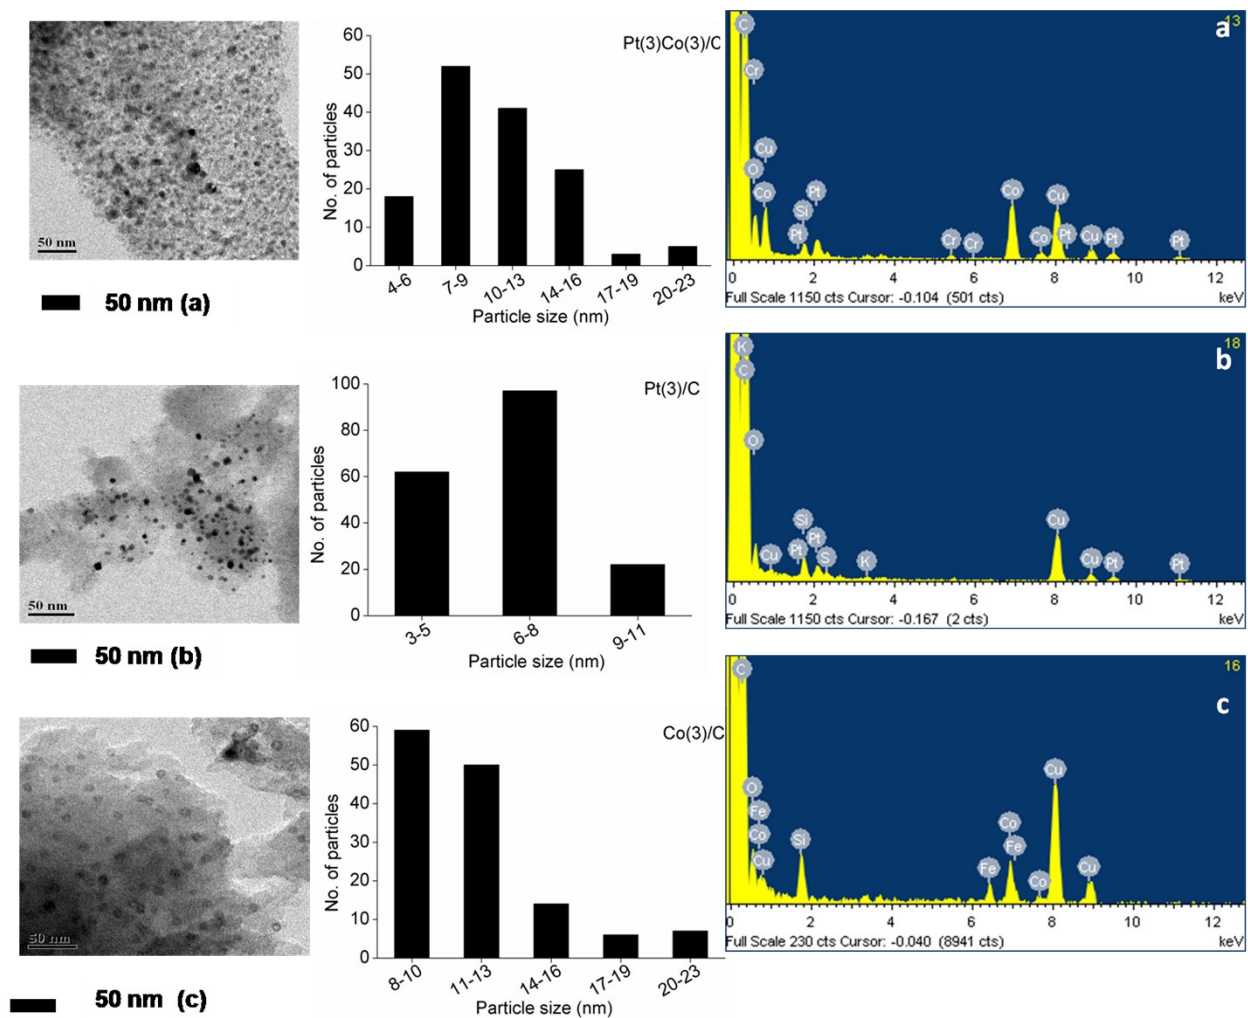 50 nm
50 nm (a)
Pt(3)Co(3)/C
No. of particles
60
50
40
30
20
10
0
4-6
7-9
10-13
14-16
17-19
20-23
Particle size (nm)
a
13
C
Cr
Cu
O
Co
Pt
Si
Pt
Cr
Cr
Co
Co
Cu
Pt
Cu
Pt
Pt
0
2
4
6
8
10
12
Full Scale 1150 cts Cursor: -0.104 (501 cts)
keV
50 nm
50 nm (b)
Pt(3)/C
No. of particles
100
80
60
40
20
0
3-5
6-8
9-11
Particle size (nm)
b
18
K
C
O
Cu
Pt
Si
Pt
S
K
Cu
Cu
Pt
Pt
0
2
4
6
8
10
12
Full Scale 1150 cts Cursor: -0.167 (2 cts)
keV
50 nm
50 nm (c)
Co(3)/C
No. of particles
60
50
40
30
20
10
0
8-10
11-13
14-16
17-19
20-23
Particle size (nm)
16
c
C
O
Fe
Co
Cu
Si
Fe
Co
Fe
Co
Cu
Cu
0
2
4
6
8
10
12
Full Scale 230 cts Cursor: -0.040 (8941 cts)
keV